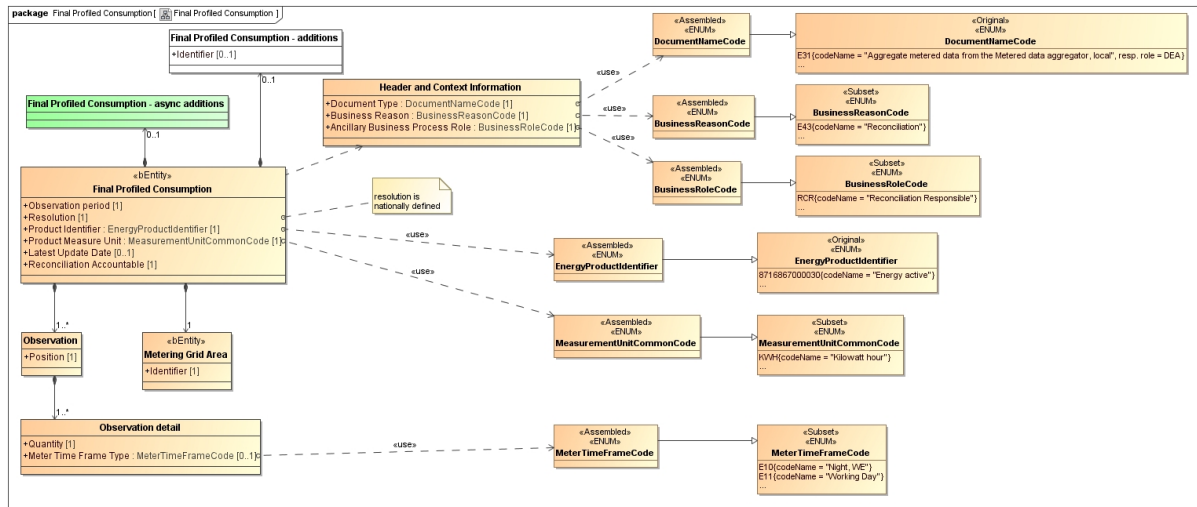 package Final Profiled Consumption [ Final Profiled Consumption ]
Final Profiled Consumption - additions
+Identifier [0..1]
0..1
Final Profiled Consumption - async additions
0..1
Header and Context Information
+Document Type : DocumentNameCode [1]
+Business Reason : BusinessReasonCode [1]
+Ancillary Business Process Role : BusinessRoleCode [1]
«use»
«use»
«use»
«Assembled»
«ENUM»
DocumentNameCode
«Original»
«ENUM»
DocumentNameCode
E31{codeName = "Aggregate metered data from the Metered data aggregator, local", resp. role = DEA}
...
«Assembled»
«ENUM»
BusinessReasonCode
«Subset»
«ENUM»
BusinessReasonCode
E43{codeName = "Reconciliation"}
...
«Assembled»
«ENUM»
BusinessRoleCode
«Subset»
«ENUM»
BusinessRoleCode
RCR{codeName = "Reconciliation Responsible"}
...
«bEntity»
Final Profiled Consumption
+Observation period [1]
+Resolution [1]
+Product Identifier : EnergyProductIdentifier [1]
+Product Measure Unit : MeasurementUnitCommonCode [1]
+Latest Update Date [0..1]
+Reconciliation Accountable [1]
resolution is
nationally defined
«use»
«use»
«Assembled»
«ENUM»
EnergyProductIdentifier
«Original»
«ENUM»
EnergyProductIdentifier
8716867000030{codeName = "Energy active"}
...
«Assembled»
«ENUM»
MeasurementUnitCommonCode
«Subset»
«ENUM»
MeasurementUnitCommonCode
KWH{codeName = "Kilowatt hour"}
...
1..*
1
Observation
+Position [1]
«bEntity»
Metering Grid Area
+Identifier [1]
1..*
Observation detail
+Quantity [1]
+Meter Time Frame Type : MeterTimeFrameCode [0..1]
«use»
«Assembled»
«ENUM»
MeterTimeFrameCode
«Subset»
«ENUM»
MeterTimeFrameCode
E10{codeName = "Night, WE"}
E11{codeName = "Working Day"}
...